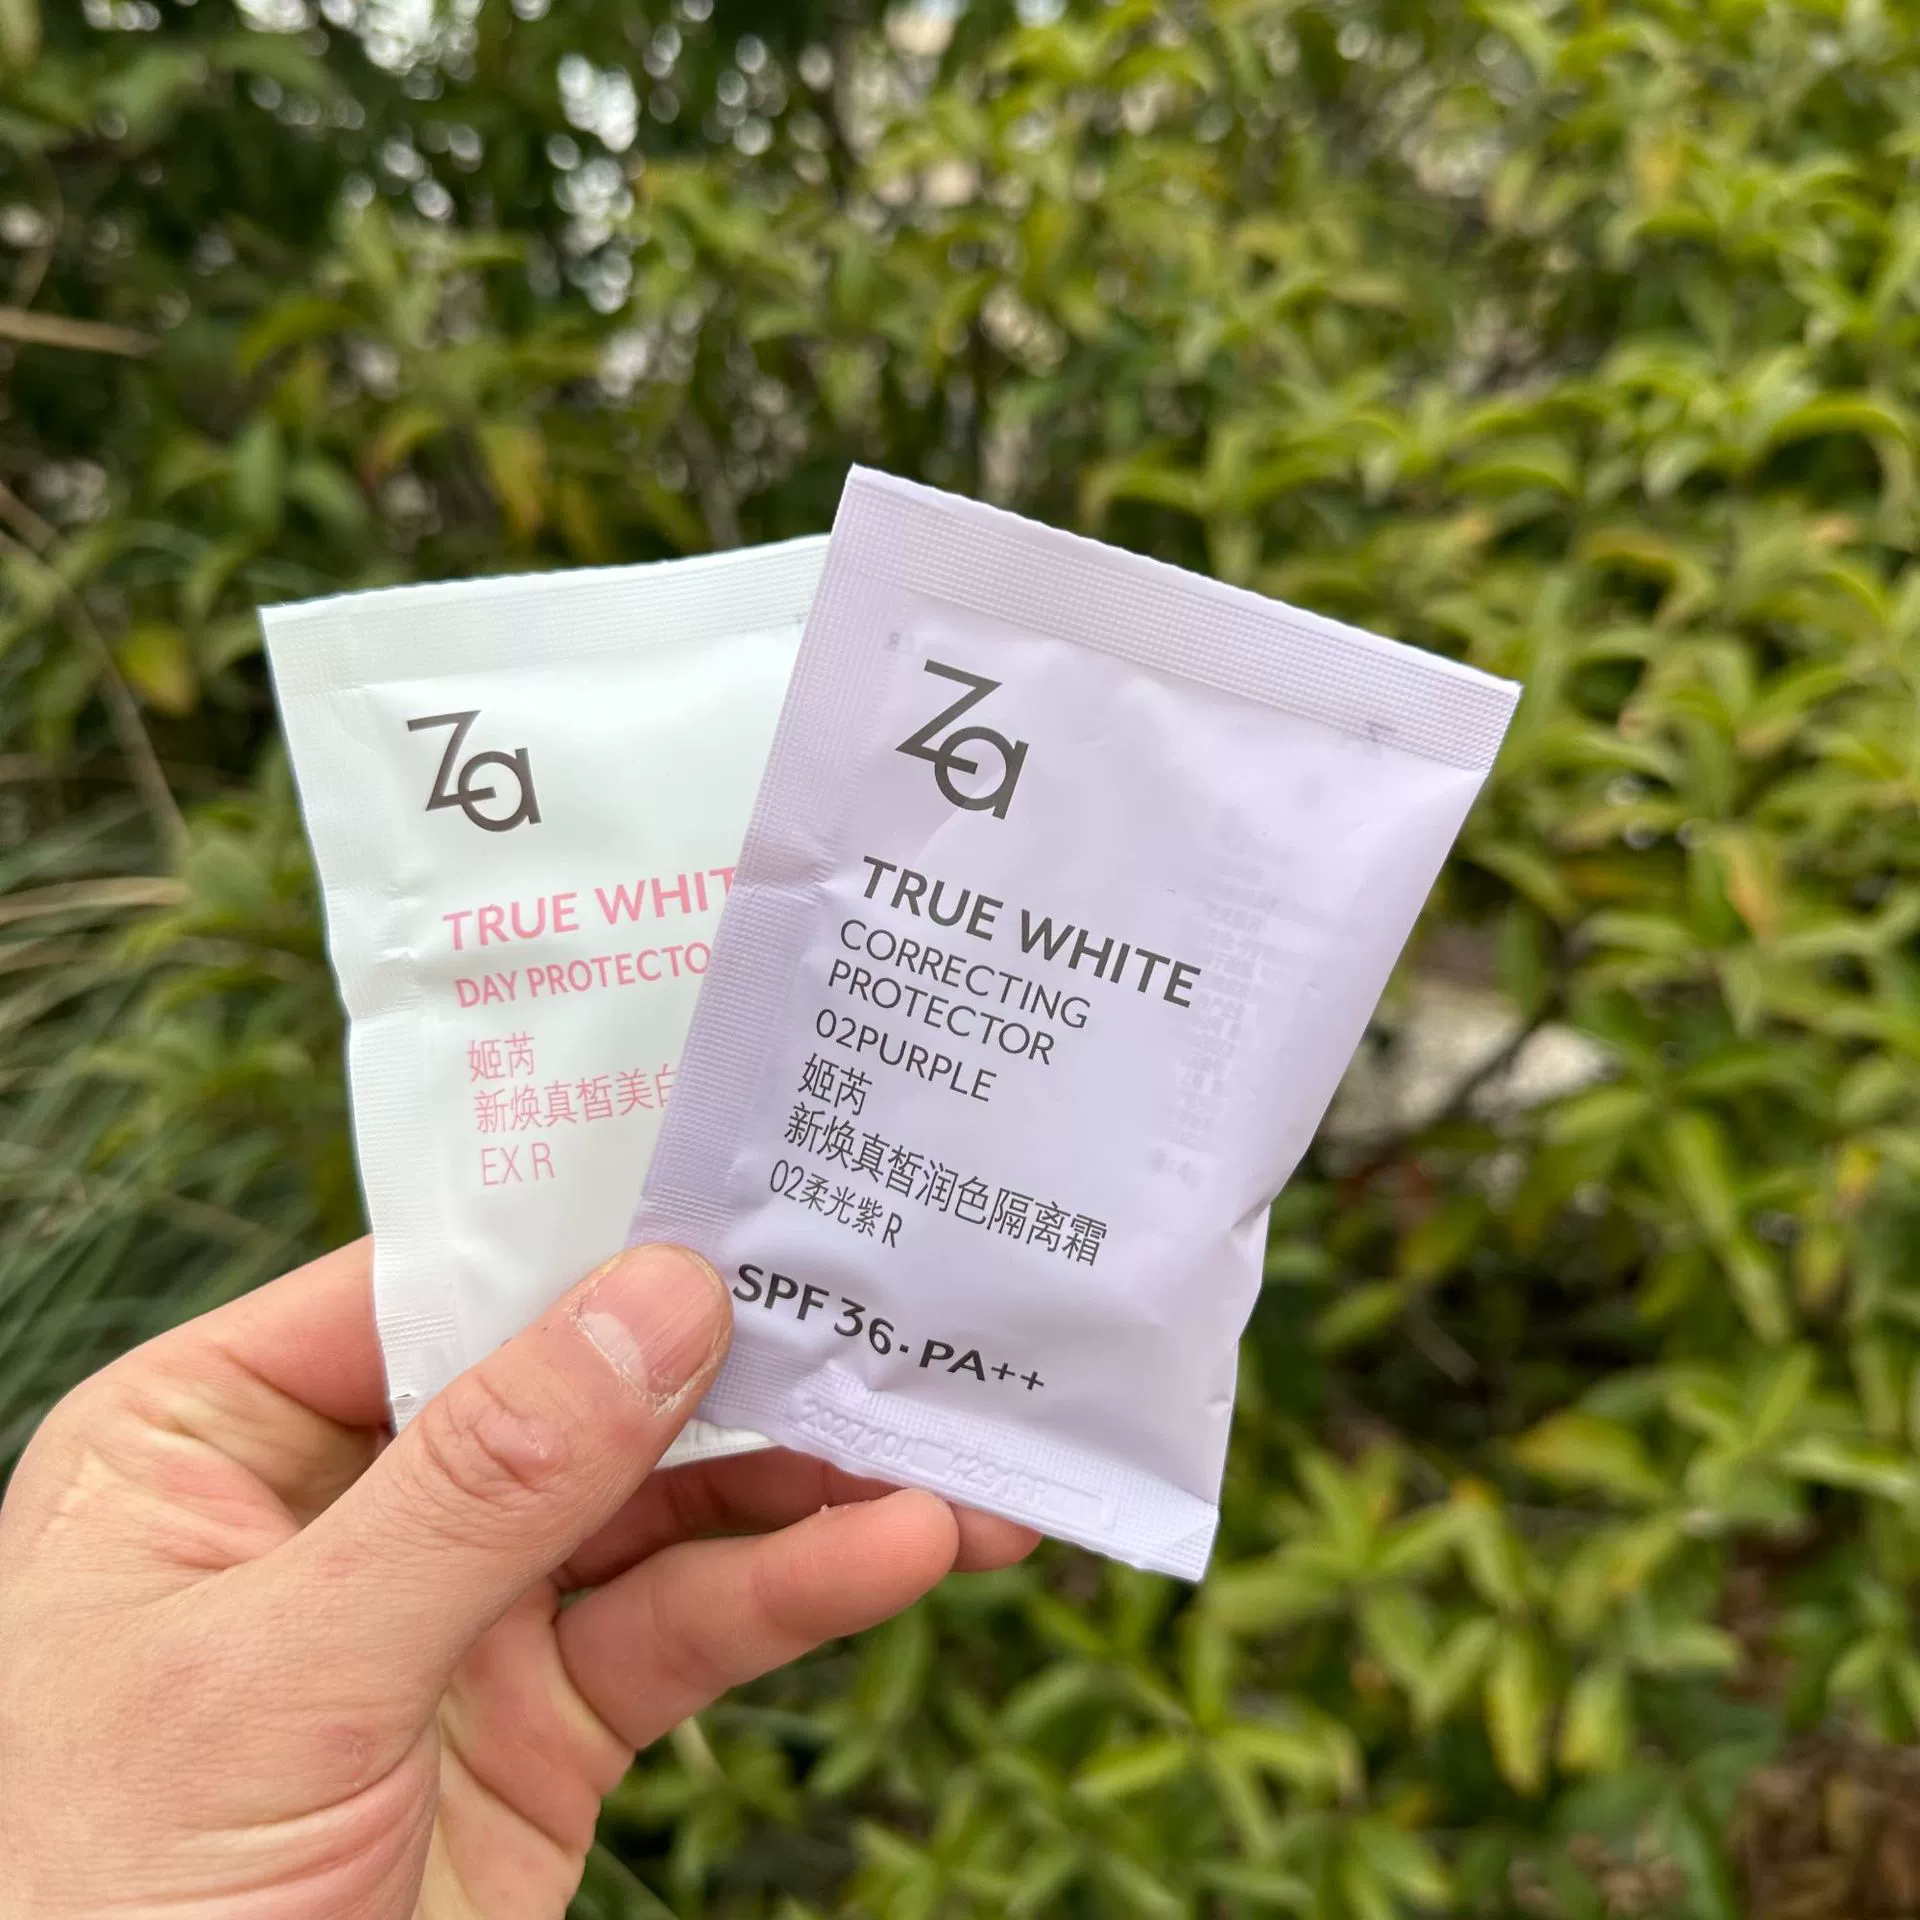 Za
TRUE WHIT
DAY PROTECTO
姬芮
新焕真皙美白
EX R
Za
TRUE WHITE
CORRECTING
PROTECTOR
02PURPLE
姬芮
新焕真皙润色隔离霜
02柔光紫 R
SPF 36·PA++